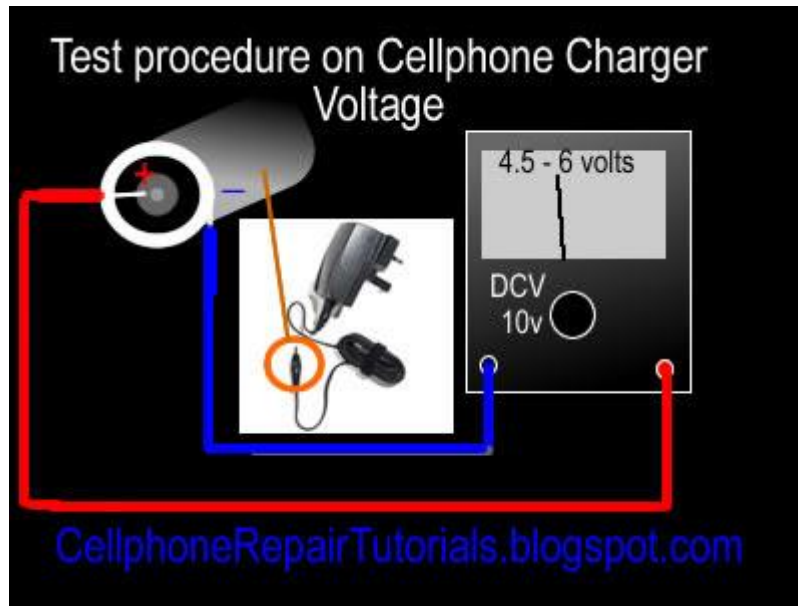 Test procedure on Cellphone Charger
Voltage
+
-
4.5 - 6 volts
DCV
10v
CellphoneRepairTutorials.blogspot.com